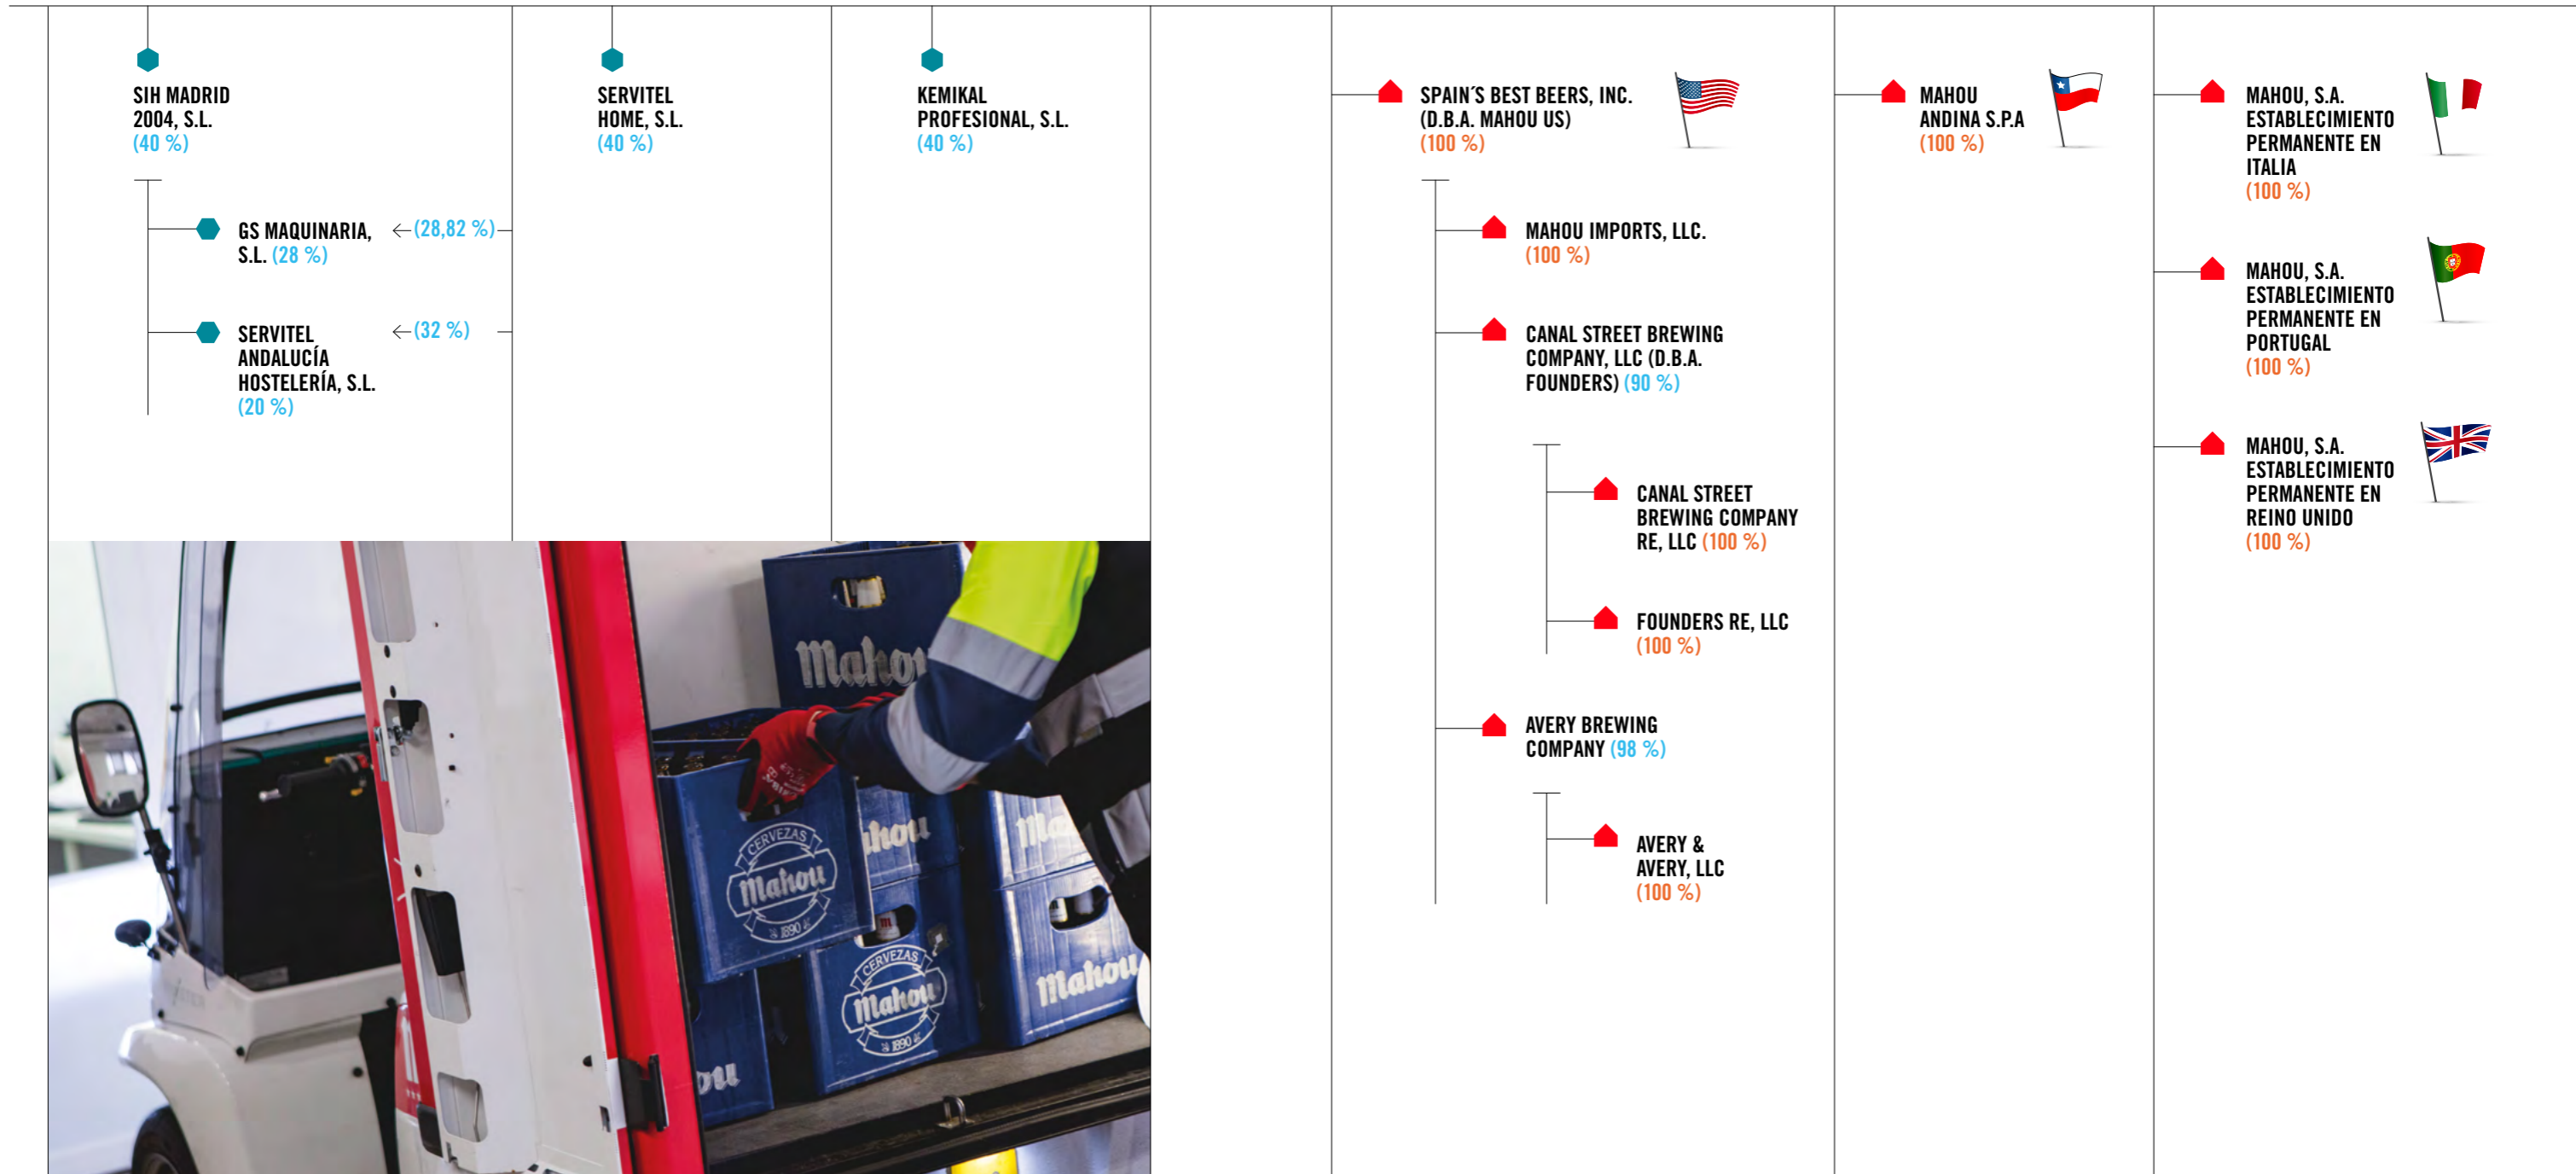 SIH MADRID
2004, S.L.
(40 %)
GS MAQUINARIA,
S.L. (28 %)
(28,82 %)
SERVITEL
ANDALUCÍA
HOSTELERÍA, S.L.
(20 %)
(32 %)
SERVITEL
HOME, S.L.
(40 %)
KEMIKAL
PROFESIONAL, S.L.
(40 %)
SPAIN´S BEST BEERS, INC.
(D.B.A. MAHOU US)
(100 %)
MAHOU IMPORTS, LLC.
(100 %)
CANAL STREET BREWING
COMPANY, LLC (D.B.A.
FOUNDERS) (90 %)
CANAL STREET
BREWING COMPANY
RE, LLC (100 %)
FOUNDERS RE, LLC
(100 %)
AVERY BREWING
COMPANY (98 %)
AVERY &
AVERY, LLC
(100 %)
MAHOU
ANDINA S.P.A
(100 %)
MAHOU, S.A.
ESTABLECIMIENTO
PERMANENTE EN
ITALIA
(100 %)
MAHOU, S.A.
ESTABLECIMIENTO
PERMANENTE EN
PORTUGAL
(100 %)
MAHOU, S.A.
ESTABLECIMIENTO
PERMANENTE EN
REINO UNIDO
(100 %)
Mahou
CERVEZAS
Mahou
1890
CERVEZAS
Mahou
1890
Mahou